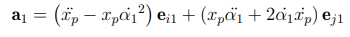 a₁ = (ẍₚ − xₚα̇₁²) eᵢ₁ + (xₚα̈₁ + 2α̇₁ẋₚ) eⱼ₁